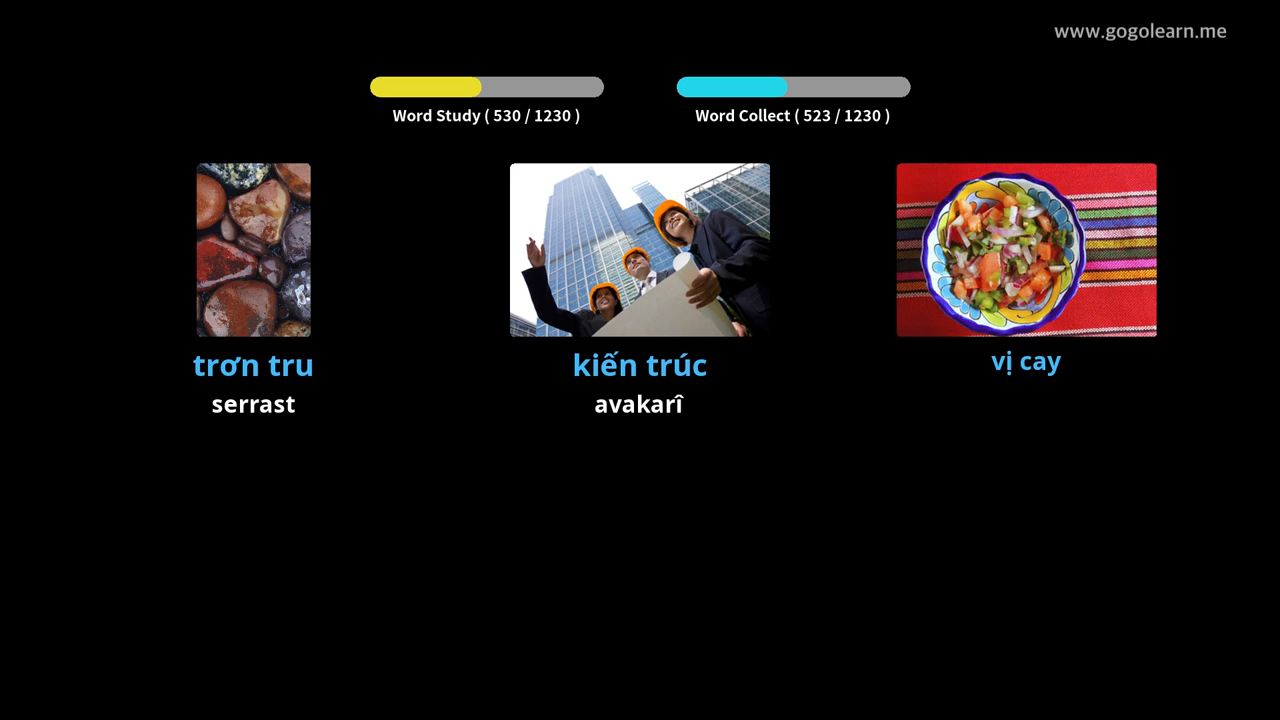 www.gogolearn.me
Word Study ( 530 / 1230 )
Word Collect ( 523 / 1230 )
trơn tru
serrast
kiến trúc
avakarî
vị cay